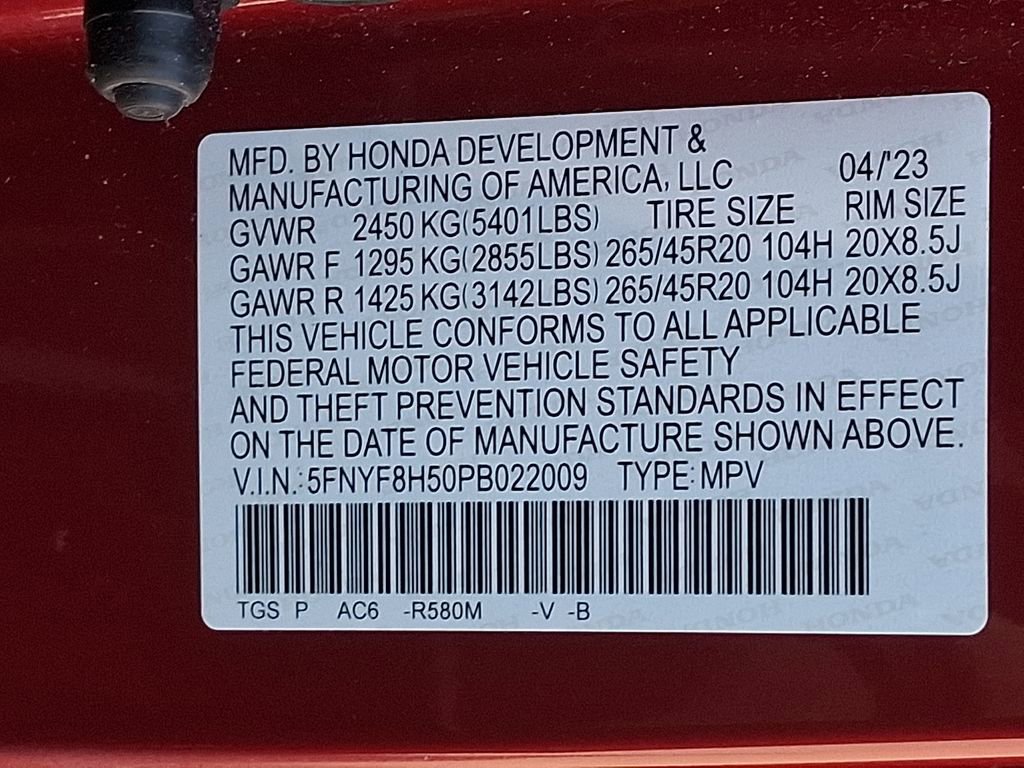 MFD. BY HONDA DEVELOPMENT &
MANUFACTURING OF AMERICA, LLC 04/'23
GVWR 2450 KG(5401LBS) TIRE SIZE RIM SIZE
GAWR F 1295 KG(2855LBS) 265/45R20 104H 20X8.5J
GAWR R 1425 KG(3142LBS) 265/45R20 104H 20X8.5J
THIS VEHICLE CONFORMS TO ALL APPLICABLE
FEDERAL MOTOR VEHICLE SAFETY
AND THEFT PREVENTION STANDARDS IN EFFECT
ON THE DATE OF MANUFACTURE SHOWN ABOVE.
V.I.N.: 5FNYF8H50PB022009 TYPE: MPV
TGS P AC6 -R580M -V -B